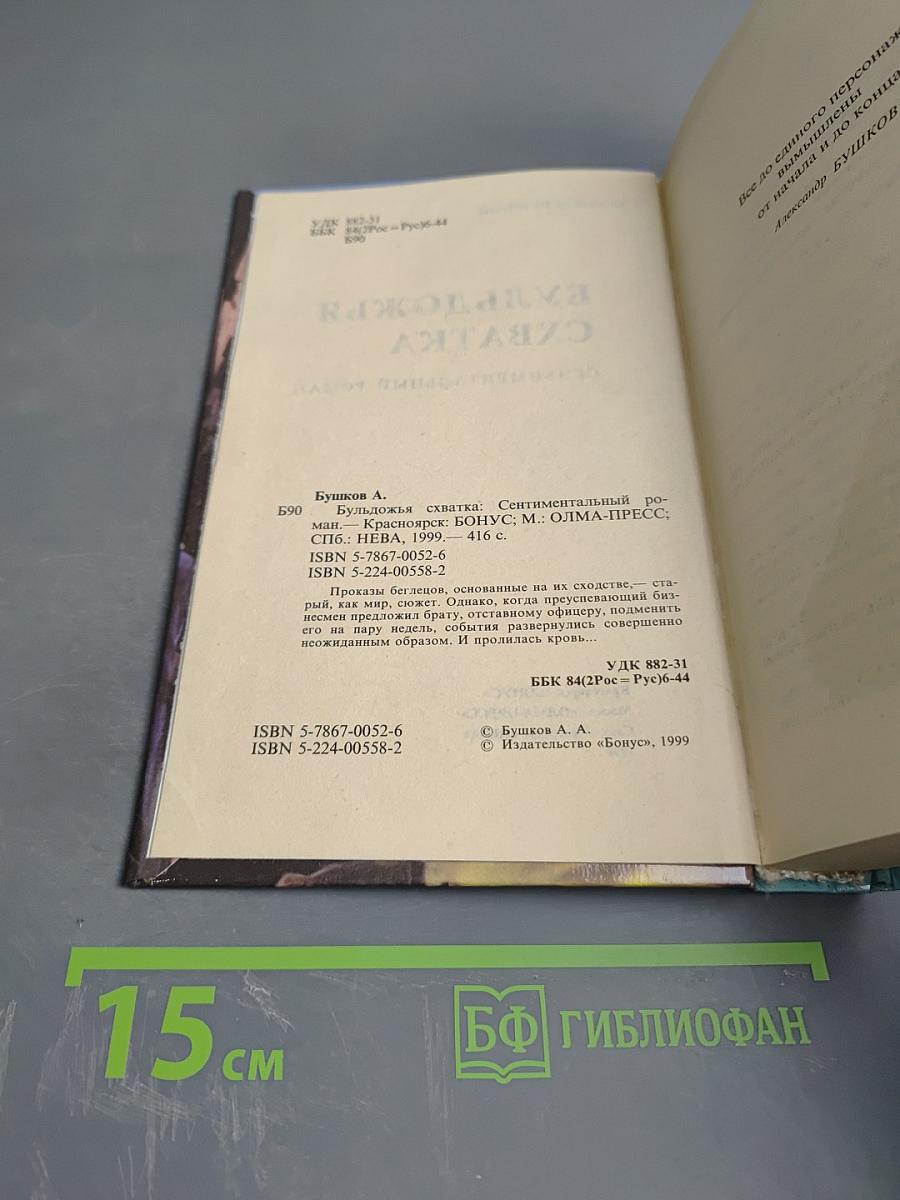 УДК 882-31
ББК 84(2Рос=Рус)6-44
Б90
БУЛЬДОЖЬЯ
СХВАТКА
СЕНТИМЕНТАЛЬНЫЙ РОМАН
Бушков А.
Б90 Бульдожья схватка: Сентиментальный ро-
ман.— Красноярск: БОНУС; М.: ОЛМА-ПРЕСС;
СПб.: НЕВА, 1999.— 416 с.
ISBN 5-7867-0052-6
ISBN 5-224-00558-2
Проказы беглецов, основанные на их сходстве,— ста-
рый, как мир, сюжет. Однако, когда преуспевающий биз-
несмен предложил брату, отставному офицеру, подменить
его на пару недель, события развернулись совершенно
неожиданным образом. И пролилась кровь...
УДК 882-31
ББК 84(2Рос=Рус)6-44
ISBN 5-7867-0052-6
ISBN 5-224-00558-2
© Бушков А. А.
© Издательство «Бонус», 1999
Все до единого персонаж
вымышлены
от начала и до конца
Александр БУШКОВ
15 см
БФ ГИБЛИОФАН